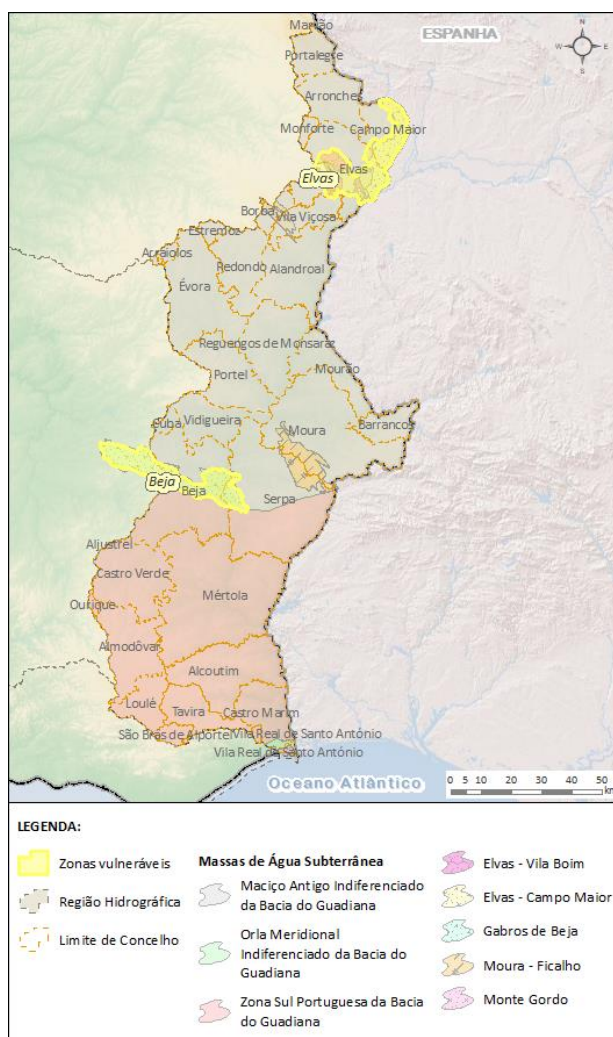 Marvão
ESPANHA
N
W E
S
Portalegre
Arronches
Monforte
Campo Maior
Elvas
Elvas
Borba
Vila Viçosa
Estremoz
Arraiolos
Redondo
Alandroal
Évora
Reguengos de Monsaraz
Mourão
Portel
Cuba
Vidigueira
Moura
Barrancos
Beja
Beja
Serpa
Aljustrel
Castro Verde
Mértola
Ourique
Almodôvar
Alcoutim
Loulé
Tavira
Castro Marim
São Brás de Alportel
Vila Real de Santo António
Vila Real de Santo António
Oceano Atlântico
0 5 10 20 30 40 50
km
LEGENDA:
Zonas vulneráveis
Região Hidrográfica
Limite de Concelho
Massas de Água Subterrânea
Maciço Antigo Indiferenciado
da Bacia do Guadiana
Orla Meridional
Indiferenciado da Bacia do
Guadiana
Zona Sul Portuguesa da Bacia
do Guadiana
Elvas - Vila Boim
Elvas - Campo Maior
Gabros de Beja
Moura - Ficalho
Monte Gordo